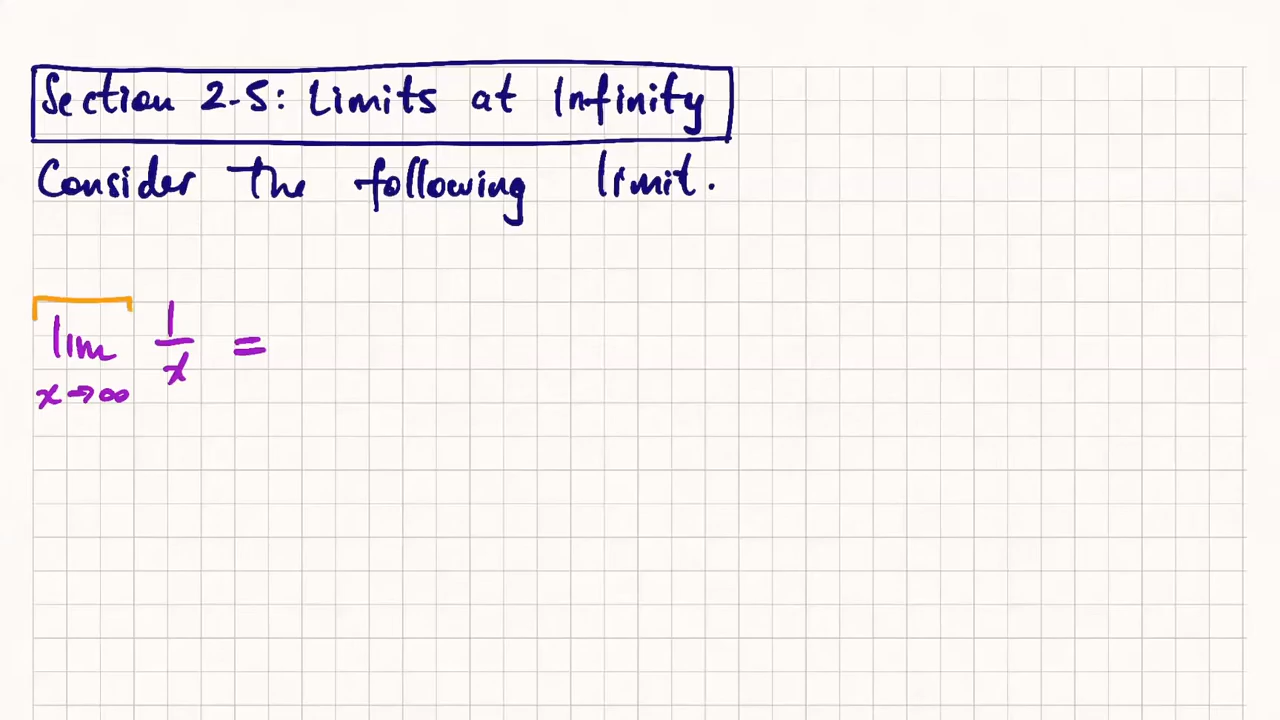 Section 2-5: Limits at Infinity
Consider the following limit.
lim x→∞ 1/x =